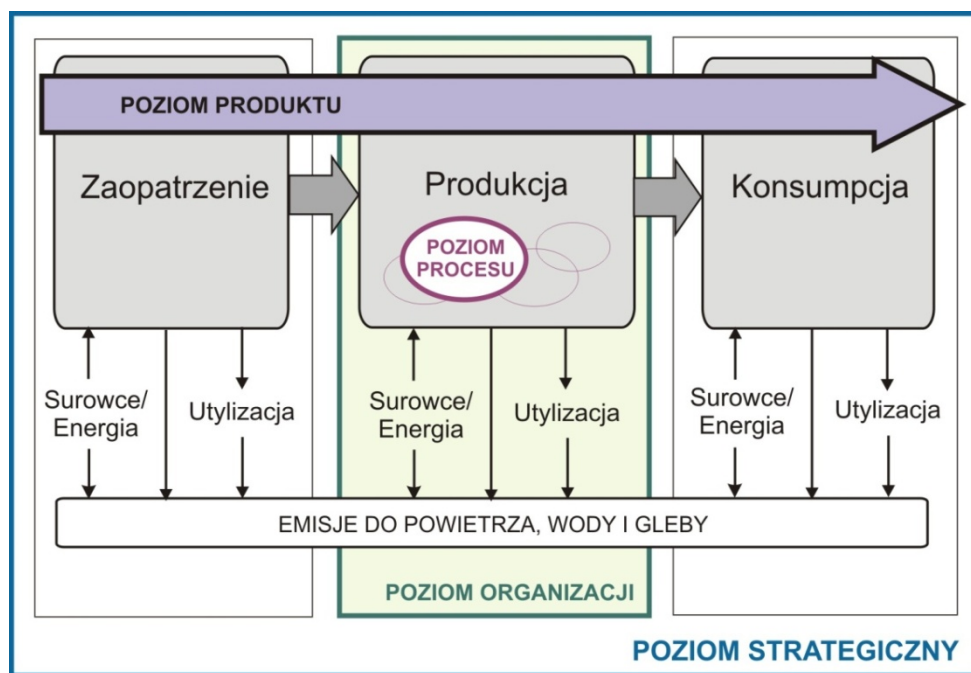 POZIOM PRODUKTU
Zaopatrzenie
Produkcja
Konsumpcja
POZIOM
PROCESU
Surowce/
Energia
Utylizacja
Surowce/
Energia
Utylizacja
Surowce/
Energia
Utylizacja
EMISJE DO POWIETRZA, WODY I GLEBY
POZIOM ORGANIZACJI
POZIOM STRATEGICZNY